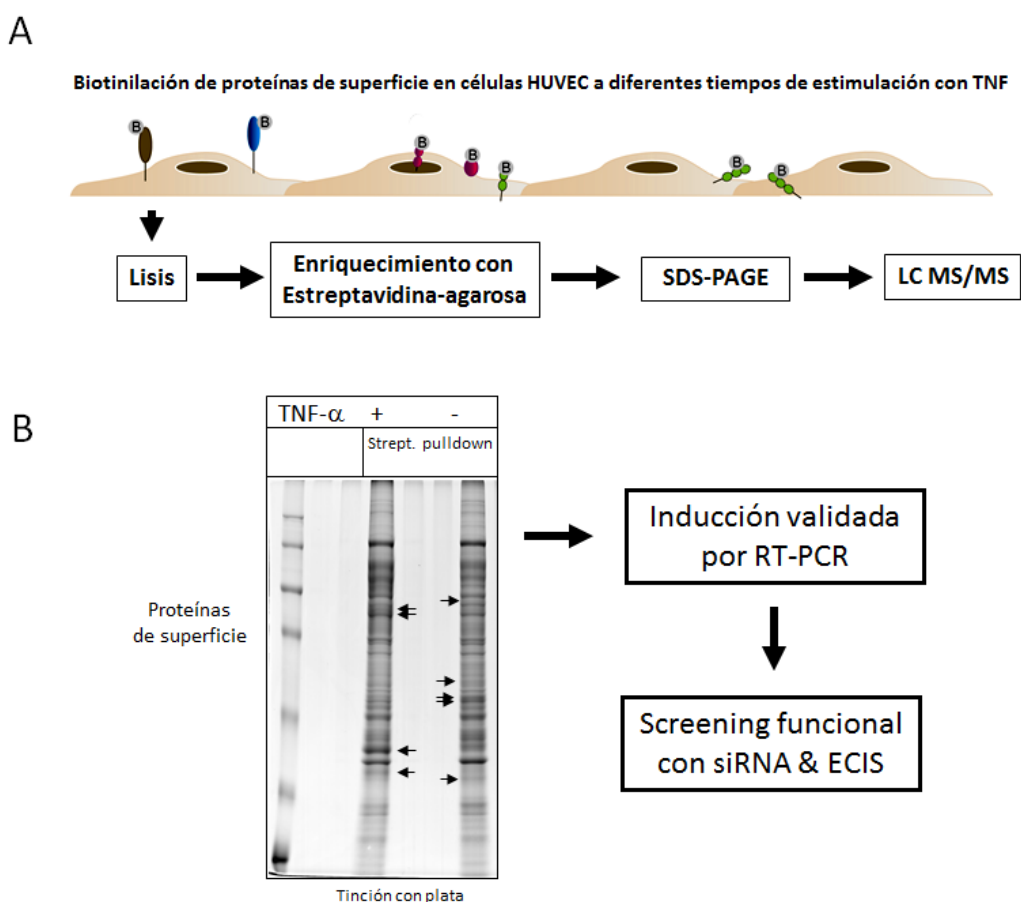 A
Biotinilación de proteínas de superficie en células HUVEC a diferentes tiempos de estimulación con TNF
B B B B B B B
Lisis
Enriquecimiento con
Estreptavidina-agarosa
SDS-PAGE
LC MS/MS
B
TNF-α + -
Strept. pulldown
Proteínas
de superficie
Inducción validada
por RT-PCR
Screening funcional
con siRNA & ECIS
Tinción con plata